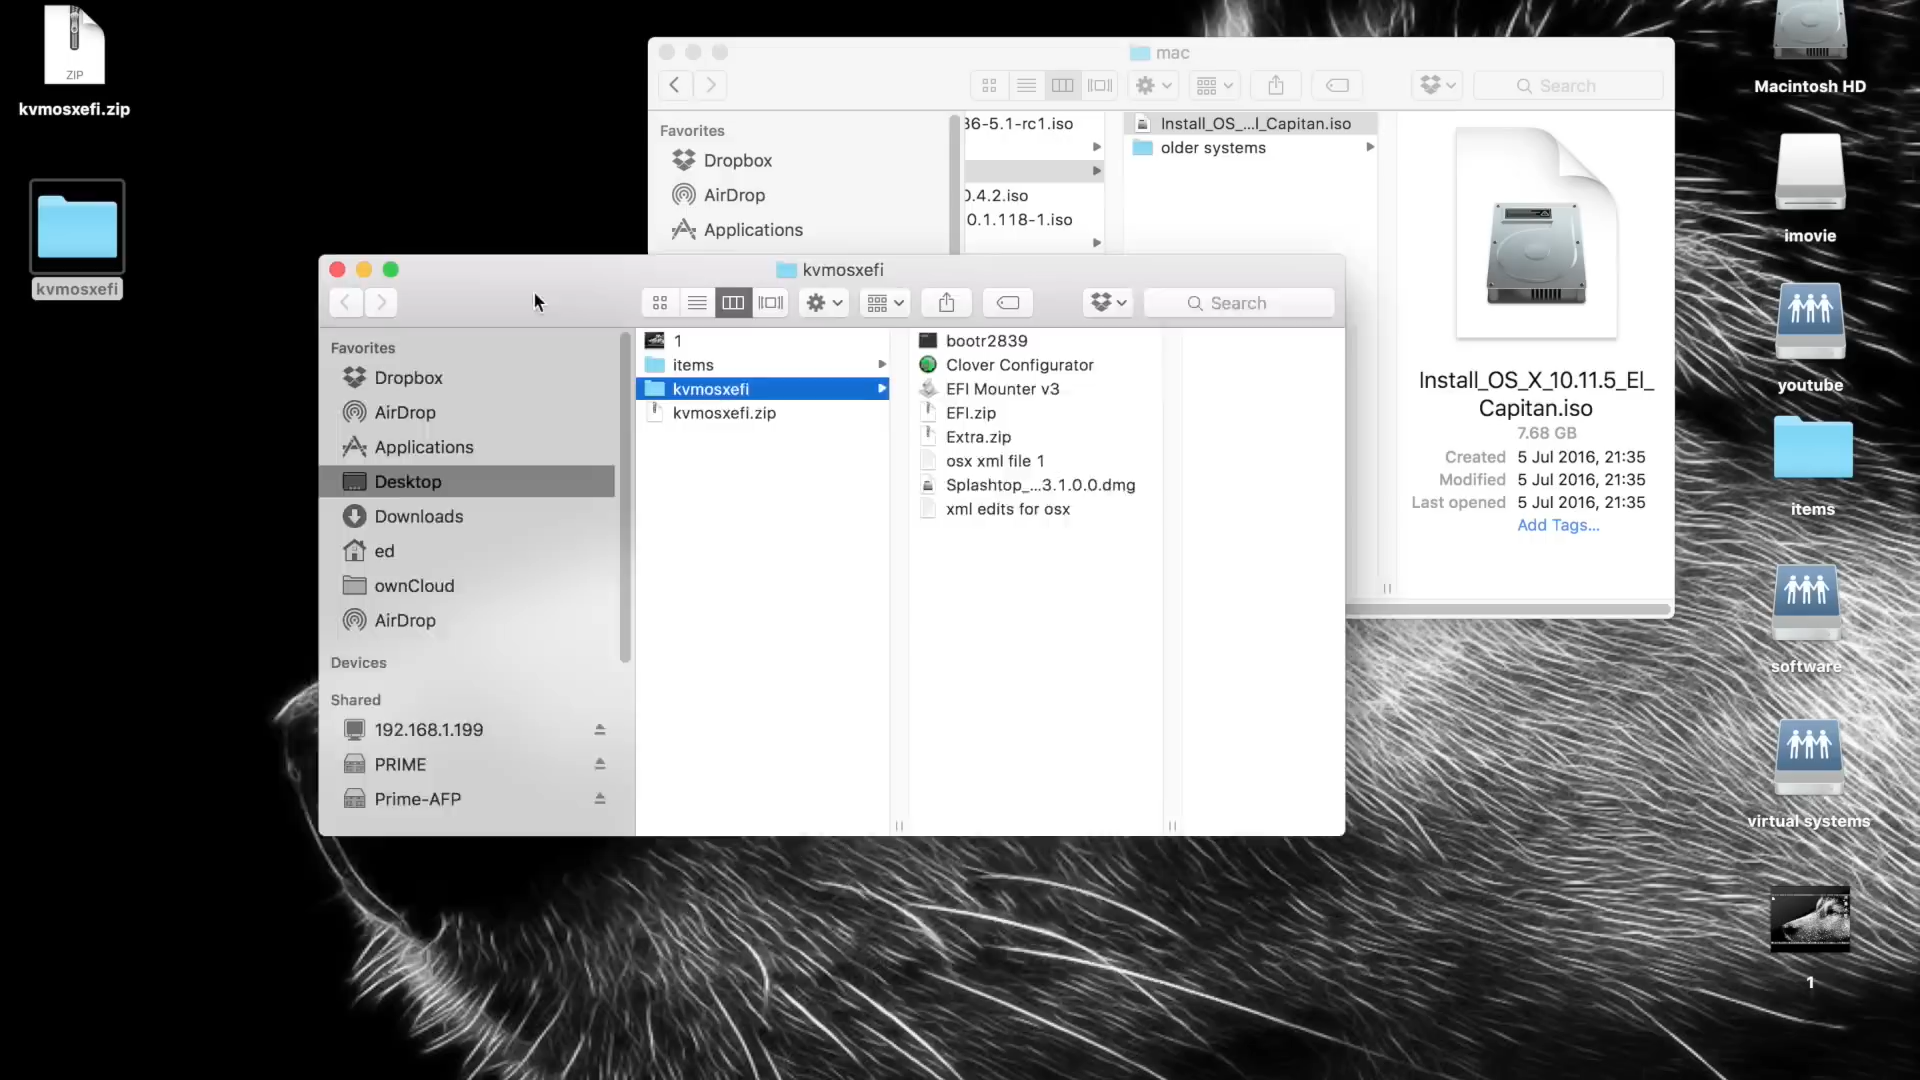 ZIP
kvmosxefi.zip
kvmosxefi
mac
Search
Favorites
Dropbox
AirDrop
Applications
36-5.1-rc1.iso
0.4.2.iso
0.1.118-1.iso
Install_OS_...l_Capitan.iso
older systems
Install_OS_X_10.11.5_El_
Capitan.iso
7.68 GB
Created 5 Jul 2016, 21:35
Modified 5 Jul 2016, 21:35
Last opened 5 Jul 2016, 21:35
Add Tags...
kvmosxefi
Search
Favorites
Dropbox
AirDrop
Applications
Desktop
Downloads
ed
ownCloud
AirDrop
Devices
Shared
192.168.1.199
PRIME
Prime-AFP
1
items
kvmosxefi
kvmosxefi.zip
bootr2839
Clover Configurator
EFI Mounter v3
EFI.zip
Extra.zip
osx xml file 1
Splashtop_...3.1.0.0.dmg
xml edits for osx
Macintosh HD
imovie
youtube
items
software
virtual systems
1